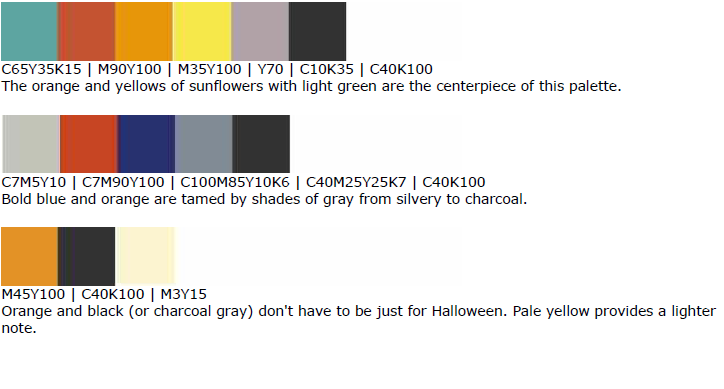 C65Y35K15 | M90Y100 | M35Y100 | Y70 | C10K35 | C40K100
The orange and yellows of sunflowers with light green are the centerpiece of this palette.
C7M5Y10 | C7M90Y100 | C100M85Y10K6 | C40M25Y25K7 | C40K100
Bold blue and orange are tamed by shades of gray from silvery to charcoal.
M45Y100 | C40K100 | M3Y15
Orange and black (or charcoal gray) don't have to be just for Halloween. Pale yellow provides a lighter
note.